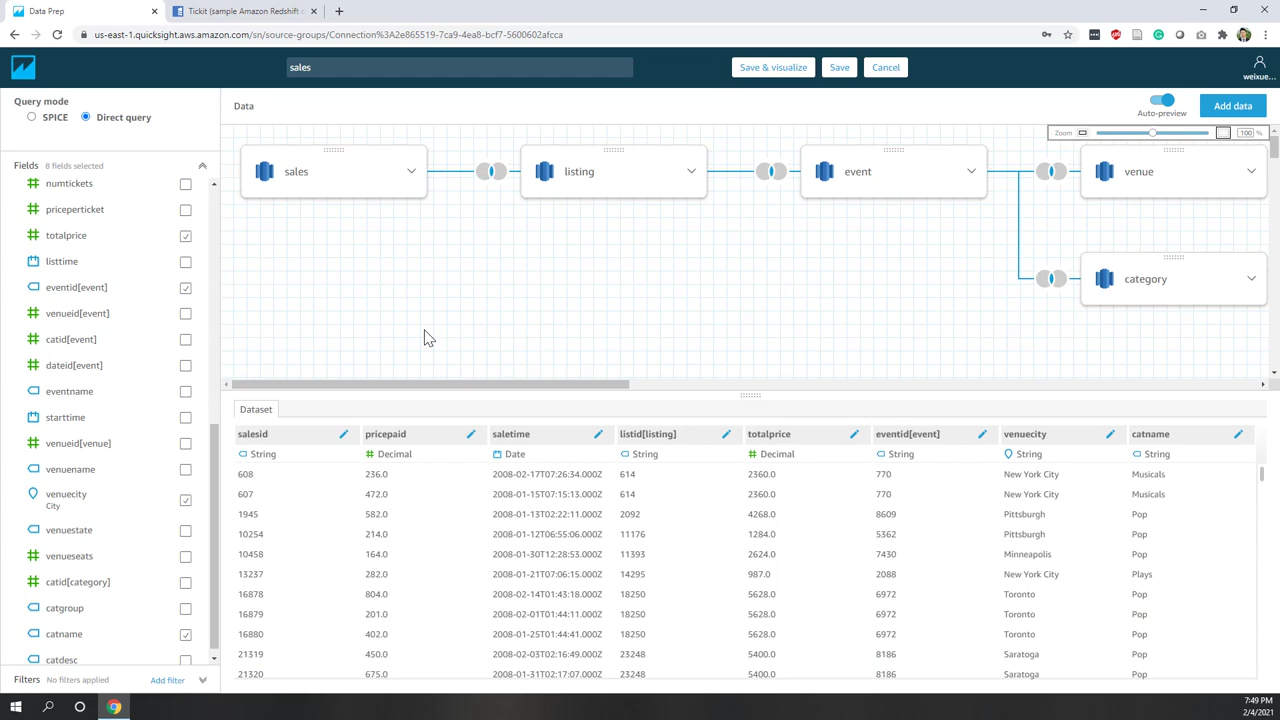 Data Prep
Tickit (sample Amazon Redshift
us-east-1.quicksight.aws.amazon.com/sn/source-groups/Connection%3A2e865519-7ca9-4ea8-bcf7-5600602afcca
sales
Save & visualize
Save
Cancel
weixue...
Query mode
SPICE
Direct query
Data
Auto-preview
Add data
Zoom
100 %
Fields 8 fields selected
numtickets
priceperticket
totalprice
listtime
eventid[event]
venueid[event]
catid[event]
dateid[event]
eventname
starttime
venueid[venue]
venuename
venuecity
City
venuestate
venueseats
catid[category]
catgroup
catname
catdesc
Filters No filters applied Add filter
sales
listing
event
venue
category
Dataset
salesid pricepaid saletime listid[listing] totalprice eventid[event] venuecity catname
String Decimal Date String Decimal String String String
608 236.0 2008-02-17T07:26:34.000Z 614 2360.0 770 New York City Musicals
607 472.0 2008-01-15T07:15:13.000Z 614 2360.0 770 New York City Musicals
1945 582.0 2008-01-13T02:22:11.000Z 2092 4268.0 8609 Pittsburgh Pop
10254 214.0 2008-01-12T06:55:06.000Z 11176 1284.0 5362 Pittsburgh Pop
10458 164.0 2008-01-30T12:28:53.000Z 11393 2624.0 7430 Minneapolis Pop
13237 282.0 2008-01-21T07:06:15.000Z 14295 987.0 2088 New York City Plays
16878 804.0 2008-02-14T01:43:18.000Z 18250 5628.0 6972 Toronto Pop
16879 201.0 2008-02-01T01:44:11.000Z 18250 5628.0 6972 Toronto Pop
16880 402.0 2008-01-25T01:44:41.000Z 18250 5628.0 6972 Toronto Pop
21319 450.0 2008-02-03T02:16:49.000Z 23248 5400.0 8186 Saratoga Pop
21320 675.0 2008-01-31T02:17:07.000Z 23248 5400.0 8186 Saratoga Pop
7:49 PM
2/4/2021